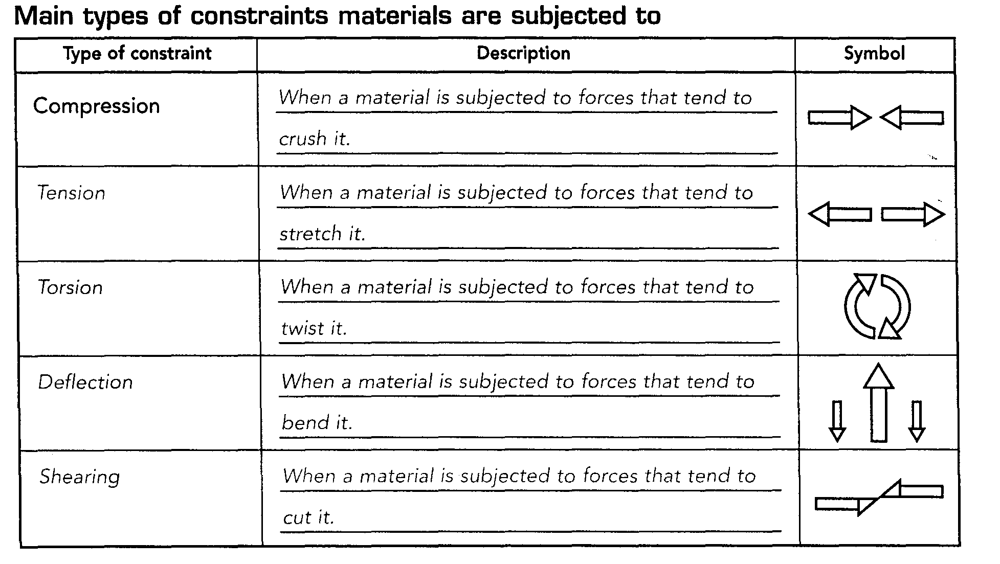 Main types of constraints materials are subjected to
Type of constraint
Description
Symbol
Compression
When a material is subjected to forces that tend to
crush it.
Tension
When a material is subjected to forces that tend to
stretch it.
Torsion
When a material is subjected to forces that tend to
twist it.
Deflection
When a material is subjected to forces that tend to
bend it.
Shearing
When a material is subjected to forces that tend to
cut it.